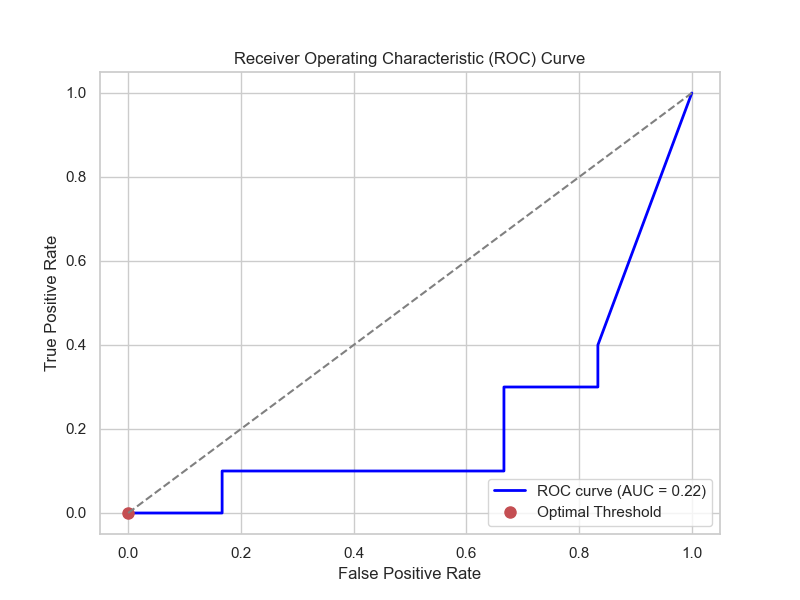 Receiver Operating Characteristic (ROC) Curve
True Positive Rate
1.0
0.8
0.6
0.4
0.2
0.0
ROC curve (AUC = 0.22)
Optimal Threshold
0.0 0.2 0.4 0.6 0.8 1.0
False Positive Rate